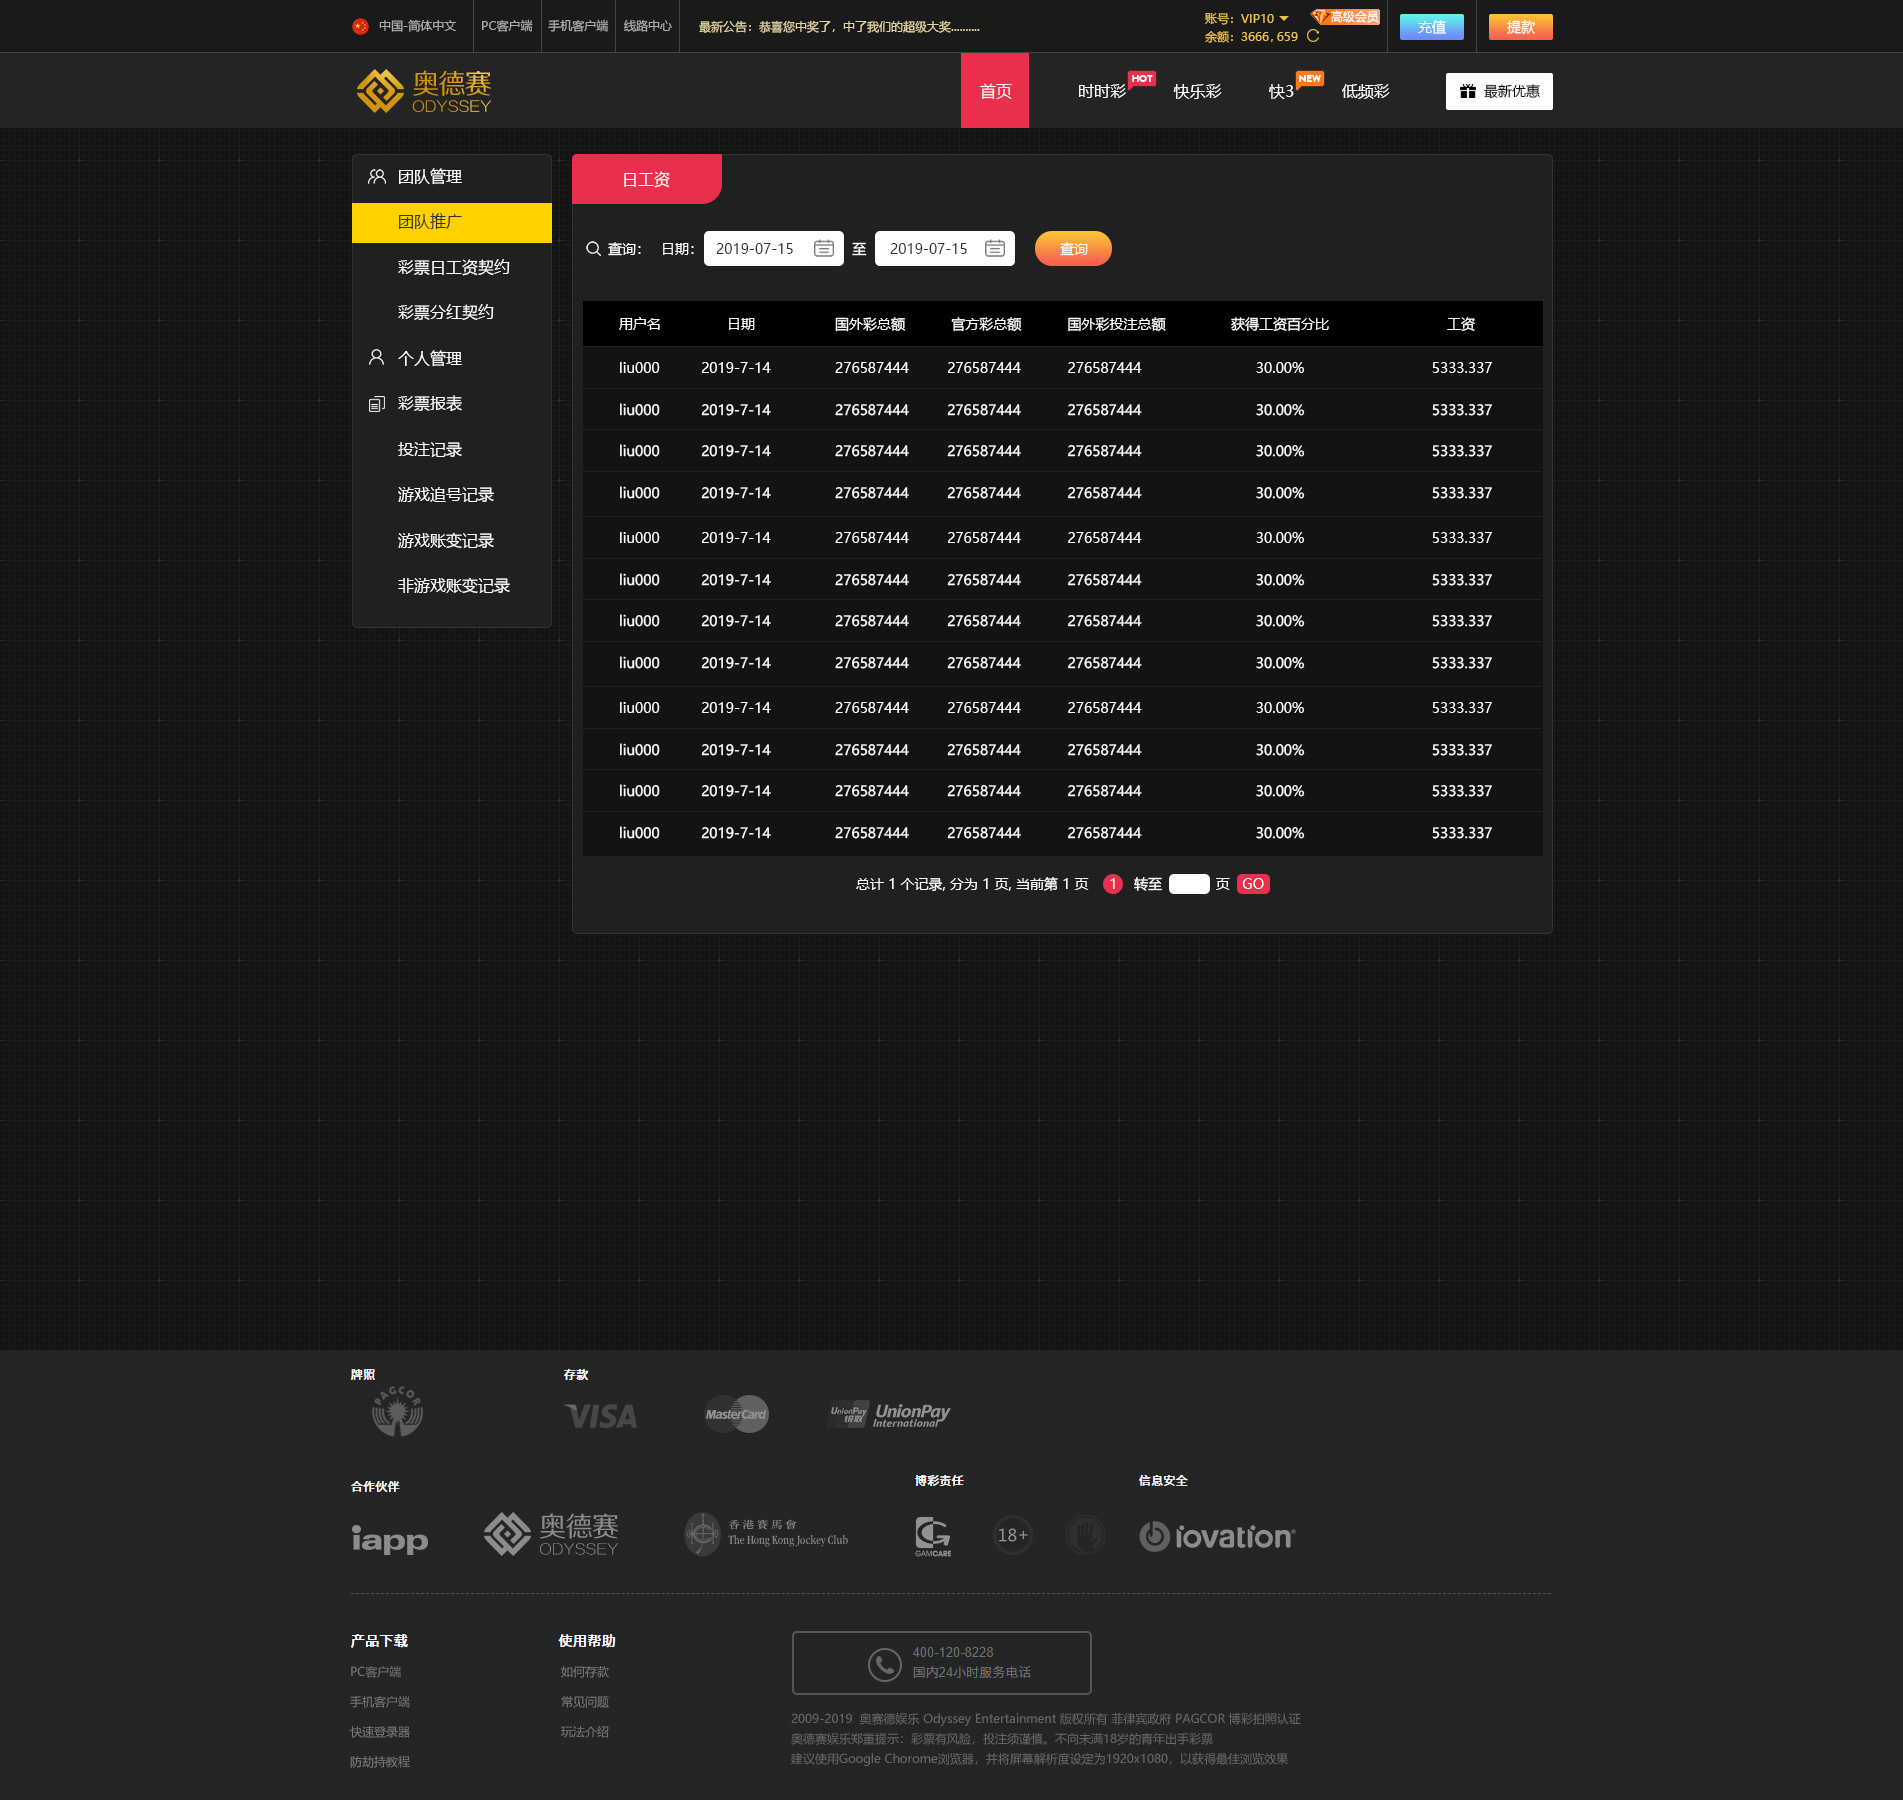 中国-简体中文 PC客户端 手机客户端 线路中心 最新公告：恭喜您中奖了，中了我们的超级大奖.......... 账号：VIP10 高级会员 充值 提款
余额：3666, 659
奥德赛
ODYSSEY
首页 时时彩 HOT 快乐彩 快3 NEW 低频彩 最新优惠
团队管理
团队推广
彩票日工资契约
彩票分红契约
个人管理
彩票报表
投注记录
游戏追号记录
游戏账变记录
非游戏账变记录
日工资
查询： 日期： 2019-07-15 至 2019-07-15 查询
用户名 日期 国外彩总额 官方彩总额 国外彩投注总额 获得工资百分比 工资
liu000 2019-7-14 276587444 276587444 276587444 30.00% 5333.337
liu000 2019-7-14 276587444 276587444 276587444 30.00% 5333.337
liu000 2019-7-14 276587444 276587444 276587444 30.00% 5333.337
liu000 2019-7-14 276587444 276587444 276587444 30.00% 5333.337
liu000 2019-7-14 276587444 276587444 276587444 30.00% 5333.337
liu000 2019-7-14 276587444 276587444 276587444 30.00% 5333.337
liu000 2019-7-14 276587444 276587444 276587444 30.00% 5333.337
liu000 2019-7-14 276587444 276587444 276587444 30.00% 5333.337
liu000 2019-7-14 276587444 276587444 276587444 30.00% 5333.337
liu000 2019-7-14 276587444 276587444 276587444 30.00% 5333.337
liu000 2019-7-14 276587444 276587444 276587444 30.00% 5333.337
liu000 2019-7-14 276587444 276587444 276587444 30.00% 5333.337
总计 1 个记录, 分为 1 页, 当前第 1 页 1 转至 页 GO
牌照 存款
PAGCOR VISA MasterCard UnionPay 银联 UnionPay International
合作伙伴 博彩责任 信息安全
iapp 奥德赛 ODYSSEY 香港賽馬會 The Hong Kong Jockey Club GAMCARE 18+ iovation
产品下载 使用帮助
PC客户端 如何存款
手机客户端 常见问题
快速登录器 玩法介绍
防劫持教程
400-120-8228
国内24小时服务电话
2009-2019 奥赛德娱乐 Odyssey Entertainment 版权所有 菲律宾政府 PAGCOR 博彩拍照认证
奥德赛娱乐郑重提示：彩票有风险，投注须谨慎。不向未满18岁的青年出手彩票
建议使用Google Chorome浏览器，并将屏幕解析度设定为1920x1080，以获得最佳浏览效果